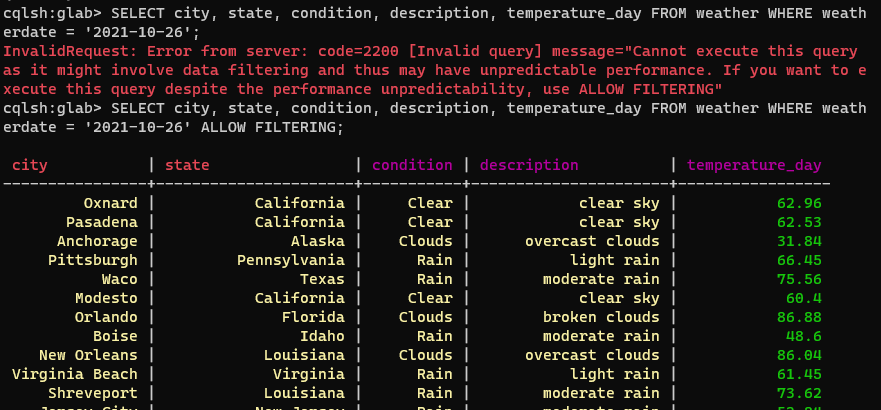 cqlsh:glab> SELECT city, state, condition, description, temperature_day FROM weather WHERE weath
erdate = '2021-10-26';
InvalidRequest: Error from server: code=2200 [Invalid query] message="Cannot execute this query
as it might involve data filtering and thus may have unpredictable performance. If you want to e
xecute this query despite the performance unpredictability, use ALLOW FILTERING"
cqlsh:glab> SELECT city, state, condition, description, temperature_day FROM weather WHERE weath
erdate = '2021-10-26' ALLOW FILTERING;
city | state | condition | description | temperature_day
----------------+----------------------+-----------+----------------------+-----------------
Oxnard | California | Clear | clear sky | 62.96
Pasadena | California | Clear | clear sky | 62.53
Anchorage | Alaska | Clouds | overcast clouds | 31.84
Pittsburgh | Pennsylvania | Rain | light rain | 66.45
Waco | Texas | Rain | moderate rain | 75.56
Modesto | California | Clear | clear sky | 60.4
Orlando | Florida | Clouds | broken clouds | 86.88
Boise | Idaho | Rain | moderate rain | 48.6
New Orleans | Louisiana | Clouds | overcast clouds | 86.04
Virginia Beach | Virginia | Rain | light rain | 61.45
Shreveport | Louisiana | Rain | moderate rain | 73.62
Jersey City | New Jersey | Rain | moderate rain |